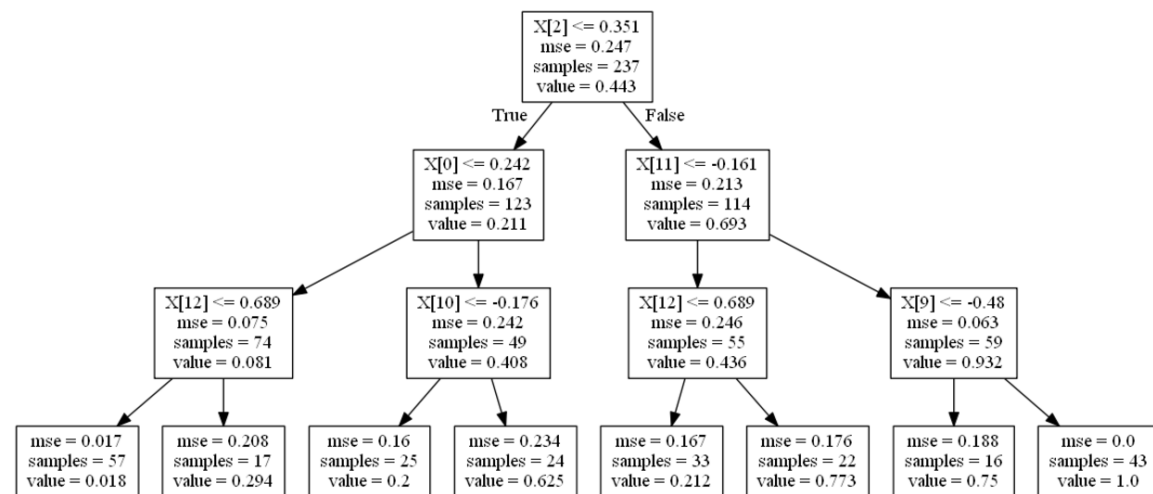 X[2] <= 0.351
mse = 0.247
samples = 237
value = 0.443
True
False
X[0] <= 0.242
mse = 0.167
samples = 123
value = 0.211
X[11] <= -0.161
mse = 0.213
samples = 114
value = 0.693
X[12] <= 0.689
mse = 0.075
samples = 74
value = 0.081
X[10] <= -0.176
mse = 0.242
samples = 49
value = 0.408
X[12] <= 0.689
mse = 0.246
samples = 55
value = 0.436
X[9] <= -0.48
mse = 0.063
samples = 59
value = 0.932
mse = 0.017
samples = 57
value = 0.018
mse = 0.208
samples = 17
value = 0.294
mse = 0.16
samples = 25
value = 0.2
mse = 0.234
samples = 24
value = 0.625
mse = 0.167
samples = 33
value = 0.212
mse = 0.176
samples = 22
value = 0.773
mse = 0.188
samples = 16
value = 0.75
mse = 0.0
samples = 43
value = 1.0